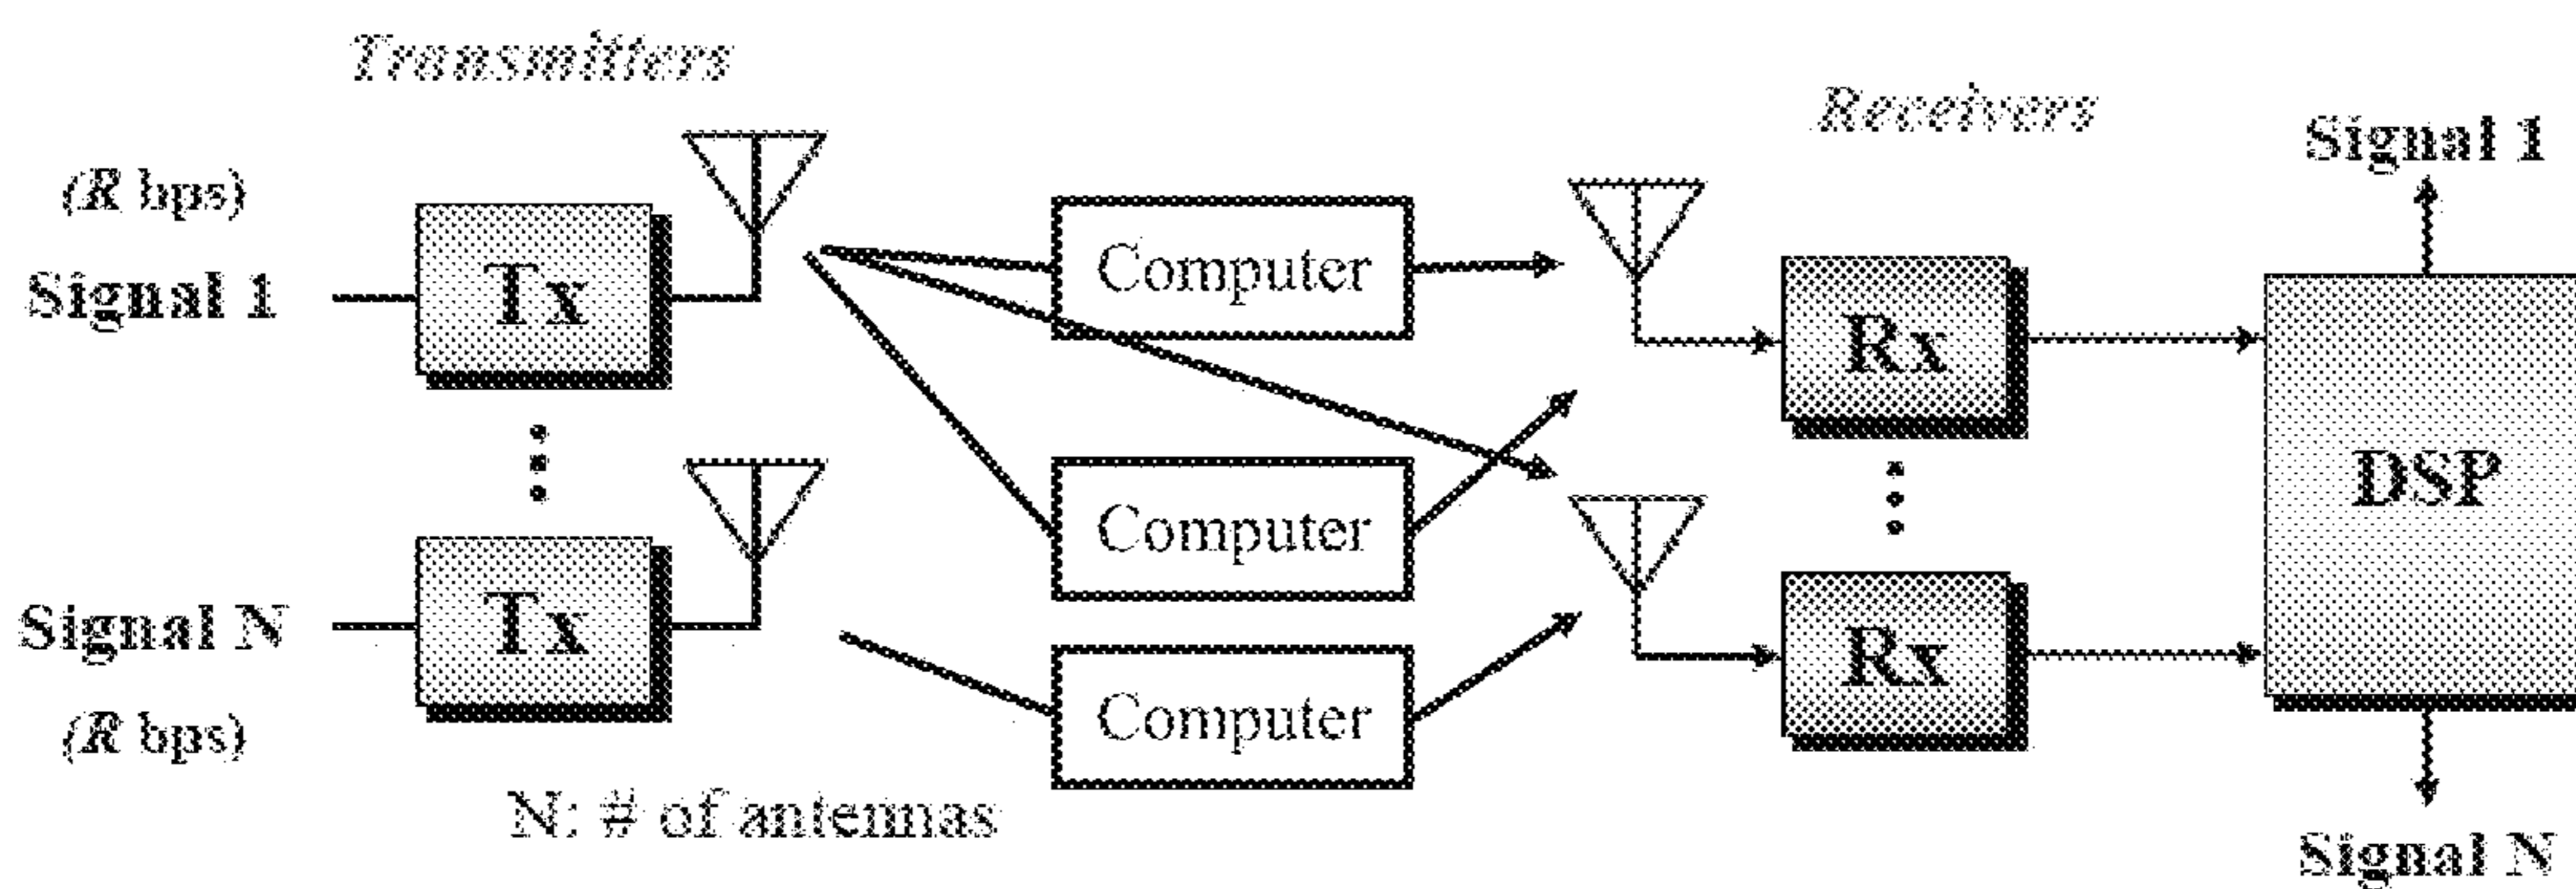 Transmitters
Receivers
Signal 1
(R bps)
Signal 1
Tx
Computer
Rx
DSP
Computer
Signal N
Tx
Computer
Rx
(R bps)
N: # of antennas
Signal N